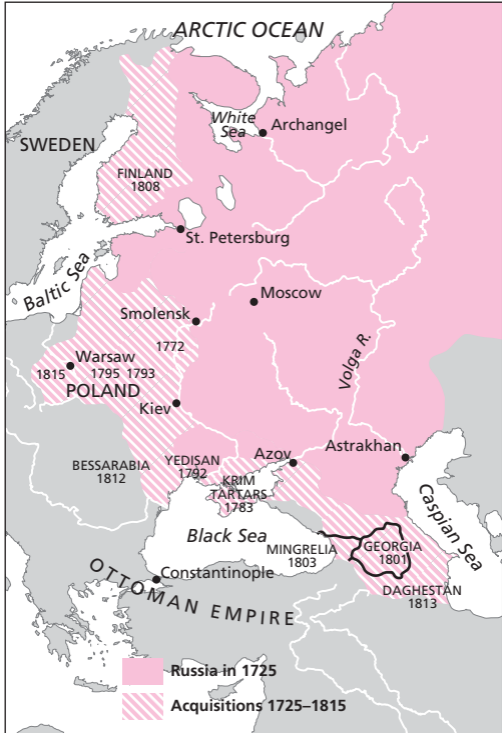 ARCTIC OCEAN
White
Sea
Archangel
SWEDEN
FINLAND
1808
St. Petersburg
Baltic Sea
Moscow
Smolensk
1772
Volga R.
Warsaw
1815
1795 1793
POLAND
Kiev
Azov
Astrakhan
YEDISAN
1792
BESSARABIA
1812
KRIM
TARTARS
1783
Caspian Sea
Black Sea
MINGRELIA
1803
GEORGIA
1801
DAGHESTAN
1813
Constantinople
OTTOMAN EMPIRE
Russia in 1725
Acquisitions 1725–1815